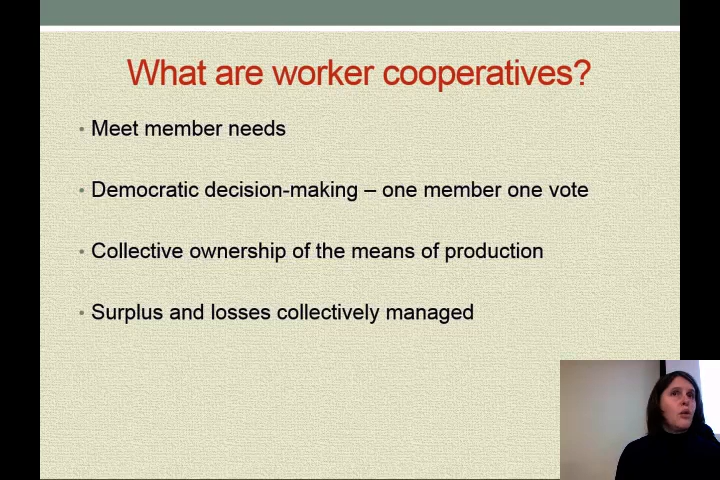 What are worker cooperatives?
• Meet member needs
• Democratic decision-making – one member one vote
• Collective ownership of the means of production
• Surplus and losses collectively managed